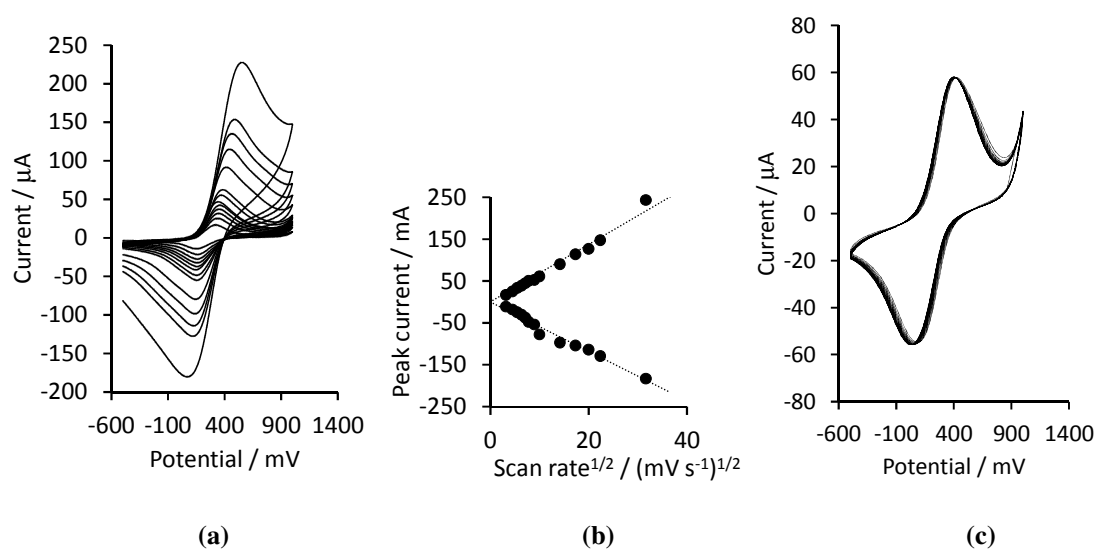 250
200
150
100
50
0
-50
-100
-150
-200
-600 -100 400 900 1400
Current / µA
Potential / mV
(a)
250
150
50
-50
-150
-250
0 20 40
Peak current / mA
Scan rate1/2 / (mV s-1)1/2
(b)
80
60
40
20
0
-20
-40
-60
-80
-600 -100 400 900 1400
Current / µA
Potential / mV
(c)